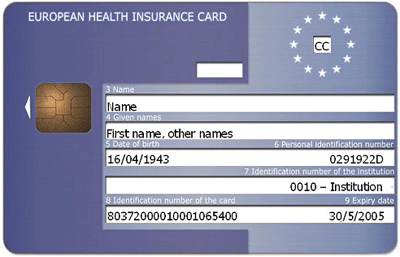 EUROPEAN HEALTH INSURANCE CARD
CC
3 Name
Name
4 Given names
First name, other names
5 Date of birth 6 Personal identification number
16/04/1943 0291922D
7 Identification number of the institution
0010 – Institution
8 Identification number of the card 9 Expiry date
80372000010001065400 30/5/2005